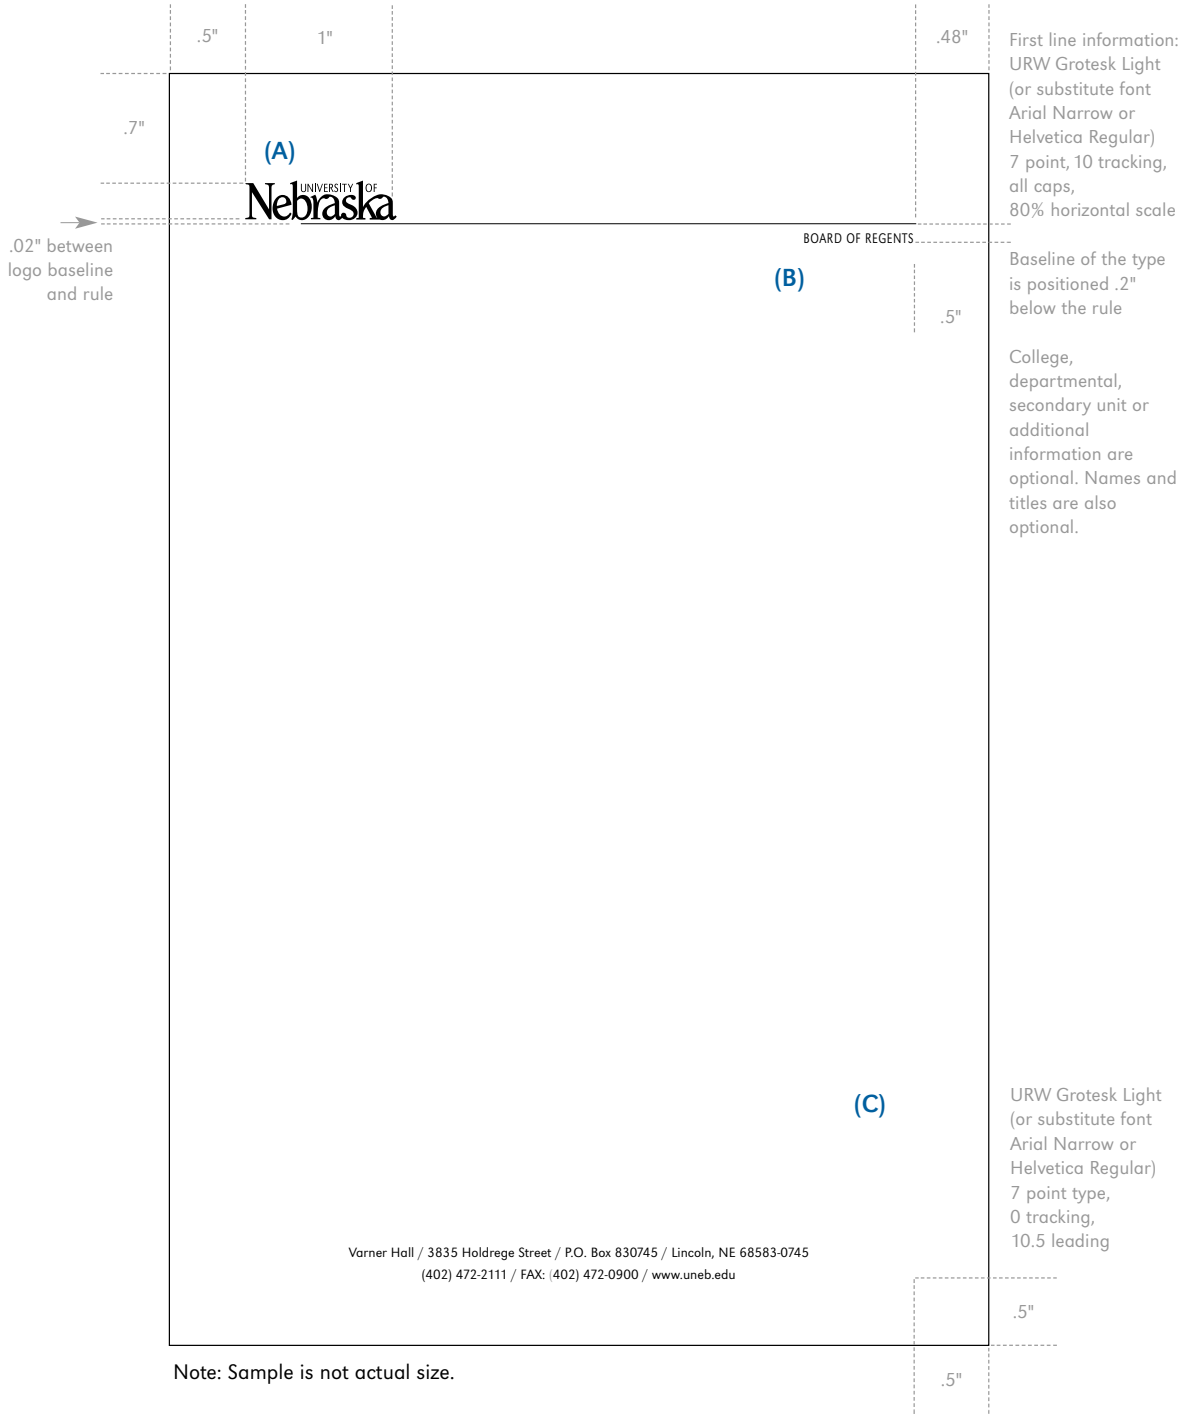 .5"
1"
.48"
First line information:
URW Grotesk Light
(or substitute font
Arial Narrow or
Helvetica Regular)
7 point, 10 tracking,
all caps,
80% horizontal scale
.7"
(A)
UNIVERSITY OF
Nebraska
.02" between
logo baseline
and rule
BOARD OF REGENTS
Baseline of the type
is positioned .2"
below the rule
(B)
.5"
College,
departmental,
secondary unit or
additional
information are
optional. Names and
titles are also
optional.
(C)
URW Grotesk Light
(or substitute font
Arial Narrow or
Helvetica Regular)
7 point type,
0 tracking,
10.5 leading
Varner Hall / 3835 Holdrege Street / P.O. Box 830745 / Lincoln, NE 68583-0745
(402) 472-2111 / FAX: (402) 472-0900 / www.uneb.edu
.5"
Note: Sample is not actual size.
.5"